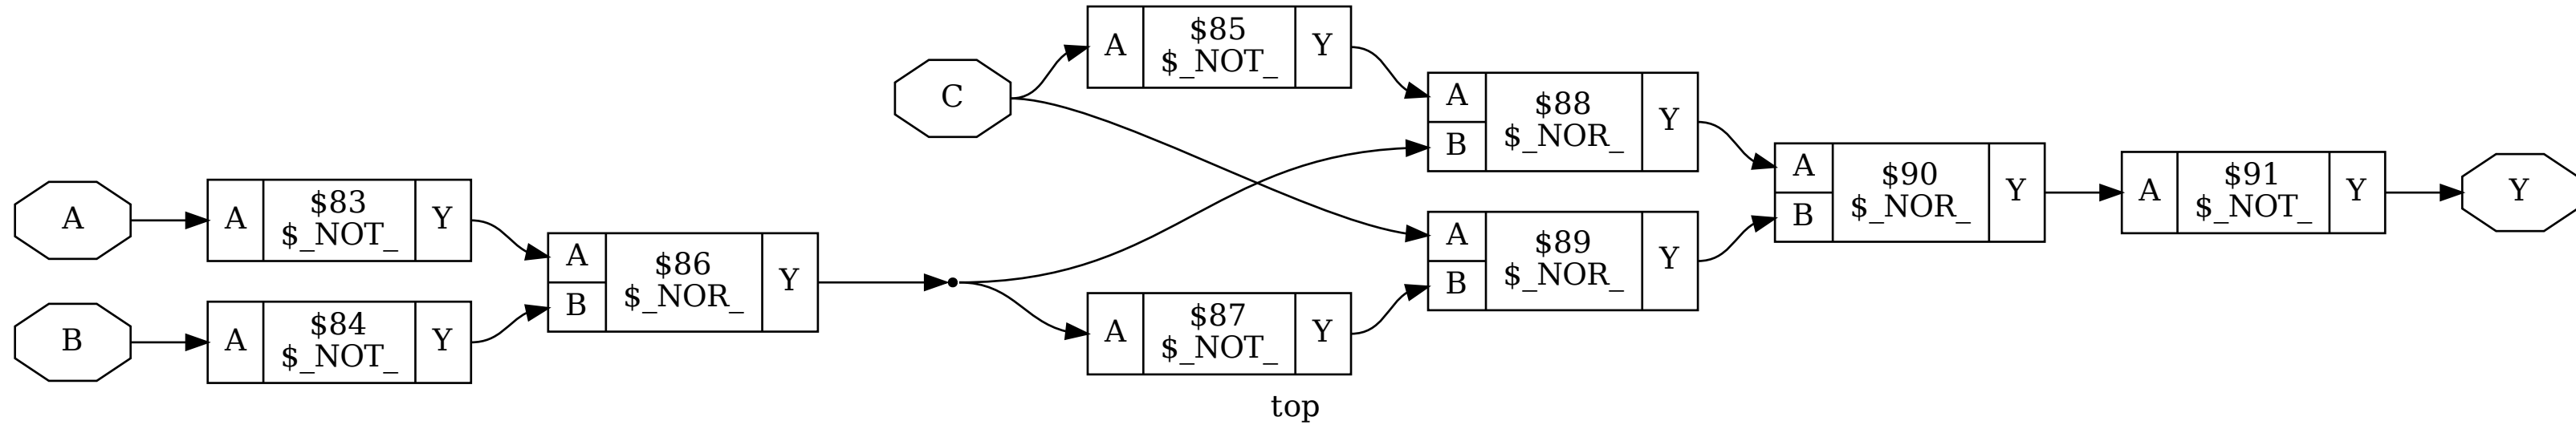 A
B
C
A
$83
$_NOT_
Y
A
$84
$_NOT_
Y
A
B
$86
$_NOR_
Y
A
$85
$_NOT_
Y
A
$87
$_NOT_
Y
A
B
$88
$_NOR_
Y
A
B
$89
$_NOR_
Y
A
B
$90
$_NOR_
Y
A
$91
$_NOT_
Y
Y
top